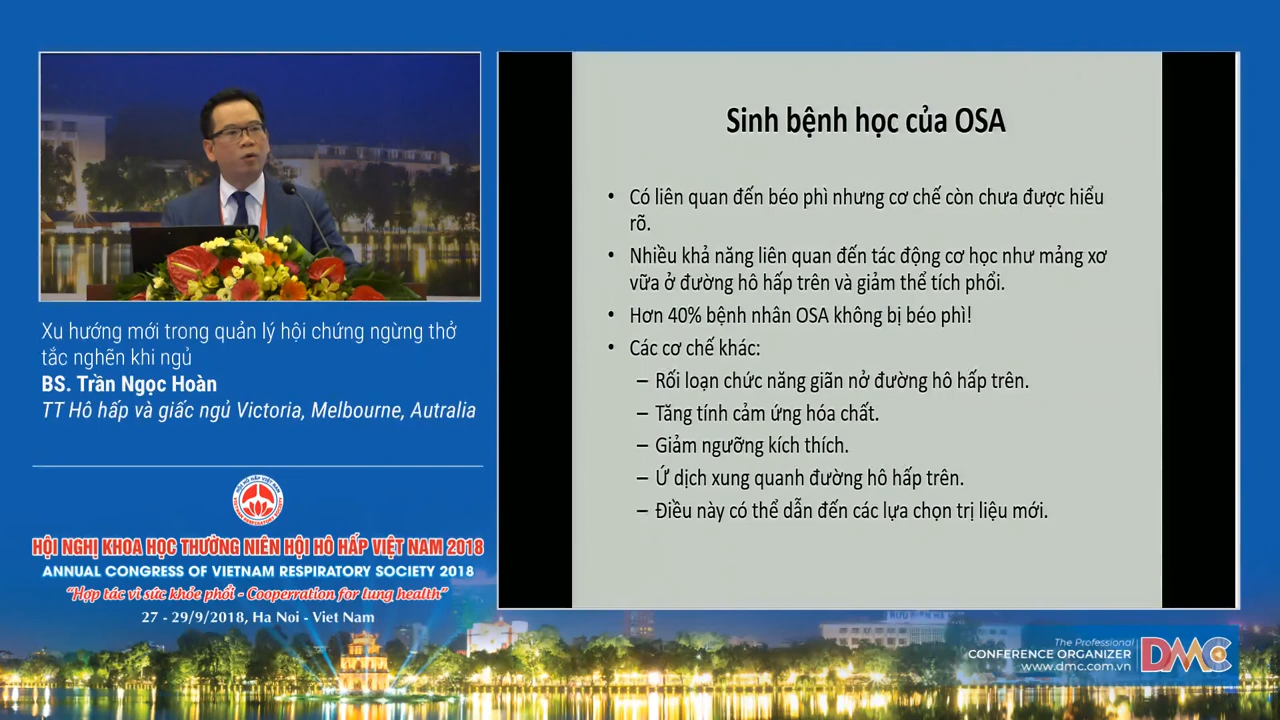 Xu hướng mới trong quản lý hội chứng ngừng thở
tắc nghẽn khi ngủ
BS. Trần Ngọc Hoàn
TT Hô hấp và giấc ngủ Victoria, Melbourne, Autralia
HỘI NGHỊ KHOA HỌC THƯỜNG NIÊN HỘI HÔ HẤP VIỆT NAM 2018
ANNUAL CONGRESS OF VIETNAM RESPIRATORY SOCIETY 2018
"Hợp tác vì sức khỏe phổi - Cooperration for lung health"
27 - 29/9/2018, Ha Noi - Viet Nam
Sinh bệnh học của OSA
• Có liên quan đến béo phì nhưng cơ chế còn chưa được hiểu
rõ.
• Nhiều khả năng liên quan đến tác động cơ học như mảng xơ
vữa ở đường hô hấp trên và giảm thể tích phổi.
• Hơn 40% bệnh nhân OSA không bị béo phì!
• Các cơ chế khác:
– Rối loạn chức năng giãn nở đường hô hấp trên.
– Tăng tính cảm ứng hóa chất.
– Giảm ngưỡng kích thích.
– Ứ dịch xung quanh đường hô hấp trên.
– Điều này có thể dẫn đến các lựa chọn trị liệu mới.
The Professional
CONFERENCE ORGANIZER
www.dmc.com.vn
DMC